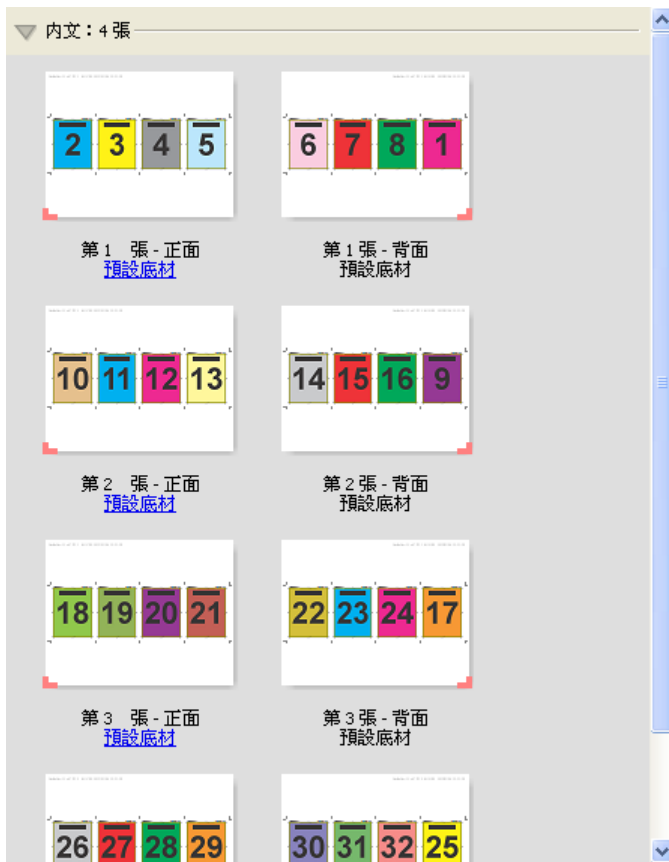 内文：4 張
2 3 4 5
6 7 8 1
第 1 張 - 正面
預設底材
第 1 張 - 背面
預設底材
10 11 12 13
14 15 16 9
第 2 張 - 正面
預設底材
第 2 張 - 背面
預設底材
18 19 20 21
22 23 24 17
第 3 張 - 正面
預設底材
第 3 張 - 背面
預設底材
26 27 28 29
30 31 32 25